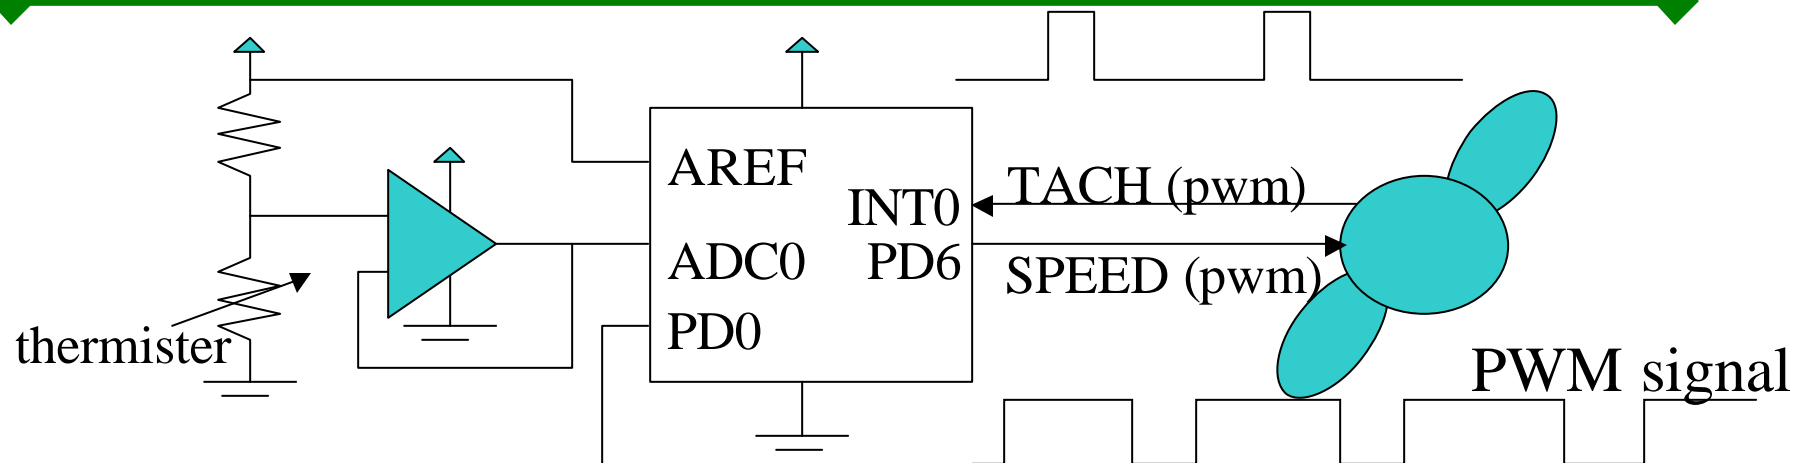 AREF
INT0
TACH (pwm)
ADC0
PD6
SPEED (pwm)
PD0
thermister
PWM signal